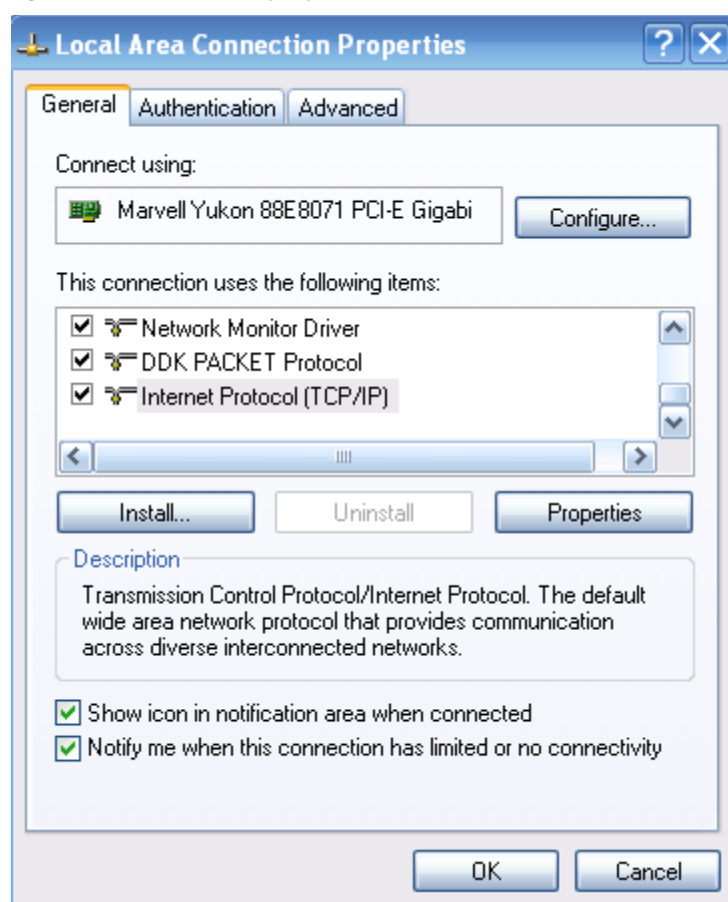 Local Area Connection Properties
General
Authentication
Advanced
Connect using:
Marvell Yukon 88E8071 PCI-E Gigabi
Configure...
This connection uses the following items:
Network Monitor Driver
DDK PACKET Protocol
Internet Protocol (TCP/IP)
Install...
Uninstall
Properties
Description
Transmission Control Protocol/Internet Protocol. The default
wide area network protocol that provides communication
across diverse interconnected networks.
Show icon in notification area when connected
Notify me when this connection has limited or no connectivity
OK
Cancel